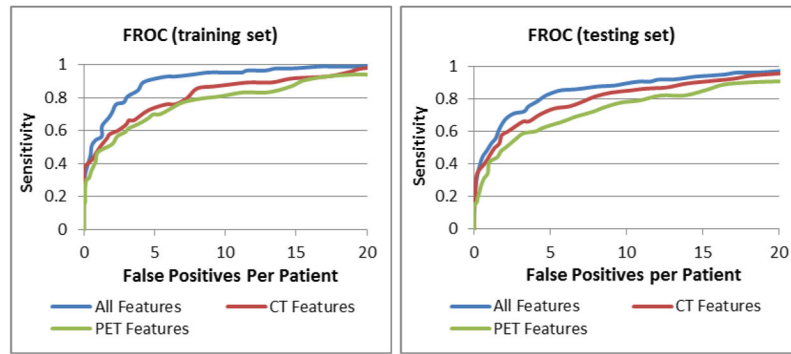 FROC (training set)
1
0.8
0.6
0.4
0.2
0
Sensitivity
0 5 10 15 20
False Positives Per Patient
All Features CT Features
PET Features
FROC (testing set)
1
0.8
0.6
0.4
0.2
0
Sensitivity
0 5 10 15 20
False Positives per Patient
All Features CT Features
PET Features